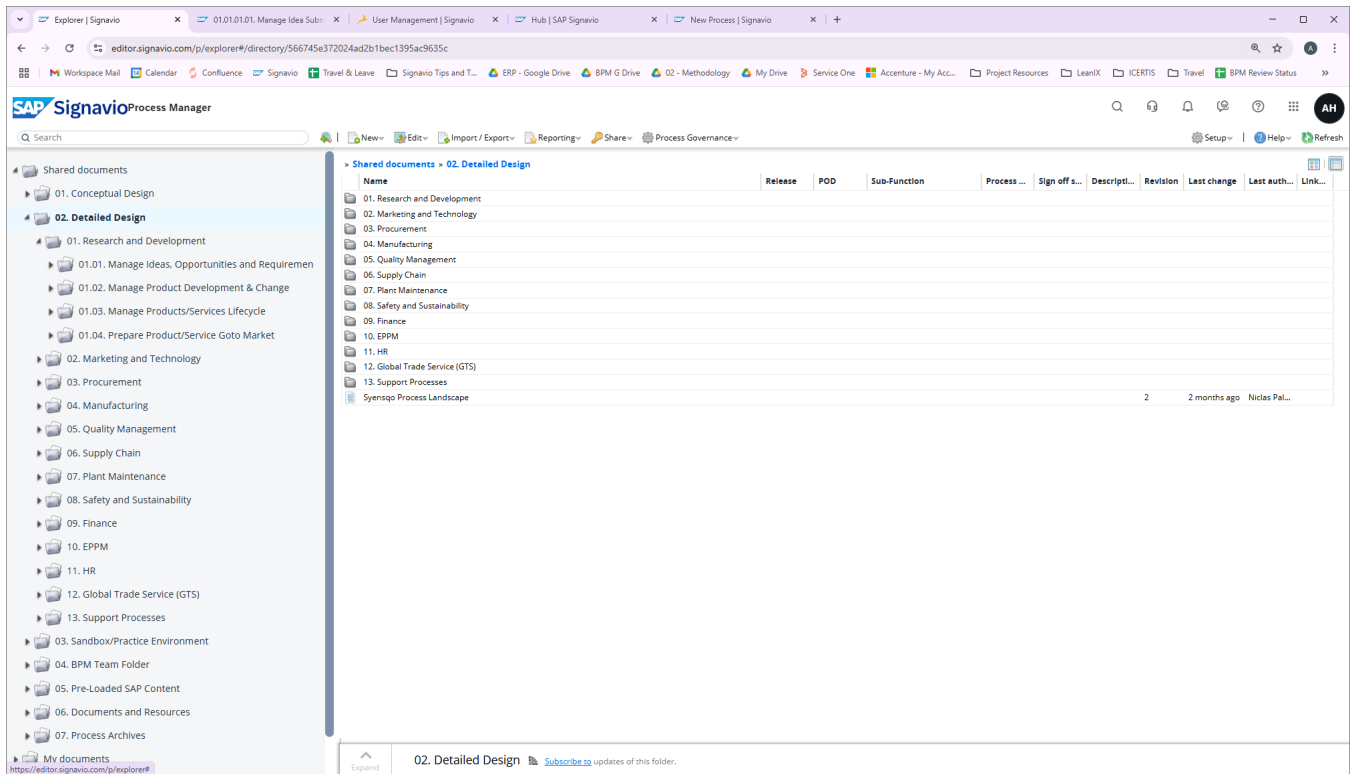 Explorer | Signavio
01.01.01.01. Manage Idea Subm
User Management | Signavio
Hub | SAP Signavio
New Process | Signavio
editor.signavio.com/p/explorer#/directory/566745e372024ad2b1bec1395ac9635c
A
Workspace Mail
Calendar
Confluence
Signavio
Travel & Leave
Signavio Tips and T...
ERP - Google Drive
BPM G Drive
02 - Methodology
My Drive
Service One
Accenture - My Acc...
Project Resources
LeanIX
ICERTIS
Travel
BPM Review Status
SAP Signavio Process Manager
AH
Search
New
Edit
Import / Export
Reporting
Share
Process Governance
Setup
Help
Refresh
Shared documents
01. Conceptual Design
02. Detailed Design
01. Research and Development
01.01. Manage Ideas, Opportunities and Requiremen
01.02. Manage Product Development & Change
01.03. Manage Products/Services Lifecycle
01.04. Prepare Product/Service Goto Market
02. Marketing and Technology
03. Procurement
04. Manufacturing
05. Quality Management
06. Supply Chain
07. Plant Maintenance
08. Safety and Sustainability
09. Finance
10. EPPM
11. HR
12. Global Trade Service (GTS)
13. Support Processes
03. Sandbox/Practice Environment
04. BPM Team Folder
05. Pre-Loaded SAP Content
06. Documents and Resources
07. Process Archives
My documents
https://editor.signavio.com/p/explorer#
» Shared documents » 02. Detailed Design
Name Release POD Sub-Function Process ... Sign off s... Descripti... Revision Last change Last auth... Link...
01. Research and Development
02. Marketing and Technology
03. Procurement
04. Manufacturing
05. Quality Management
06. Supply Chain
07. Plant Maintenance
08. Safety and Sustainability
09. Finance
10. EPPM
11. HR
12. Global Trade Service (GTS)
13. Support Processes
Syensqo Process Landscape 2 2 months ago Niclas Pal...
Expand
02. Detailed Design Subscribe to updates of this folder.